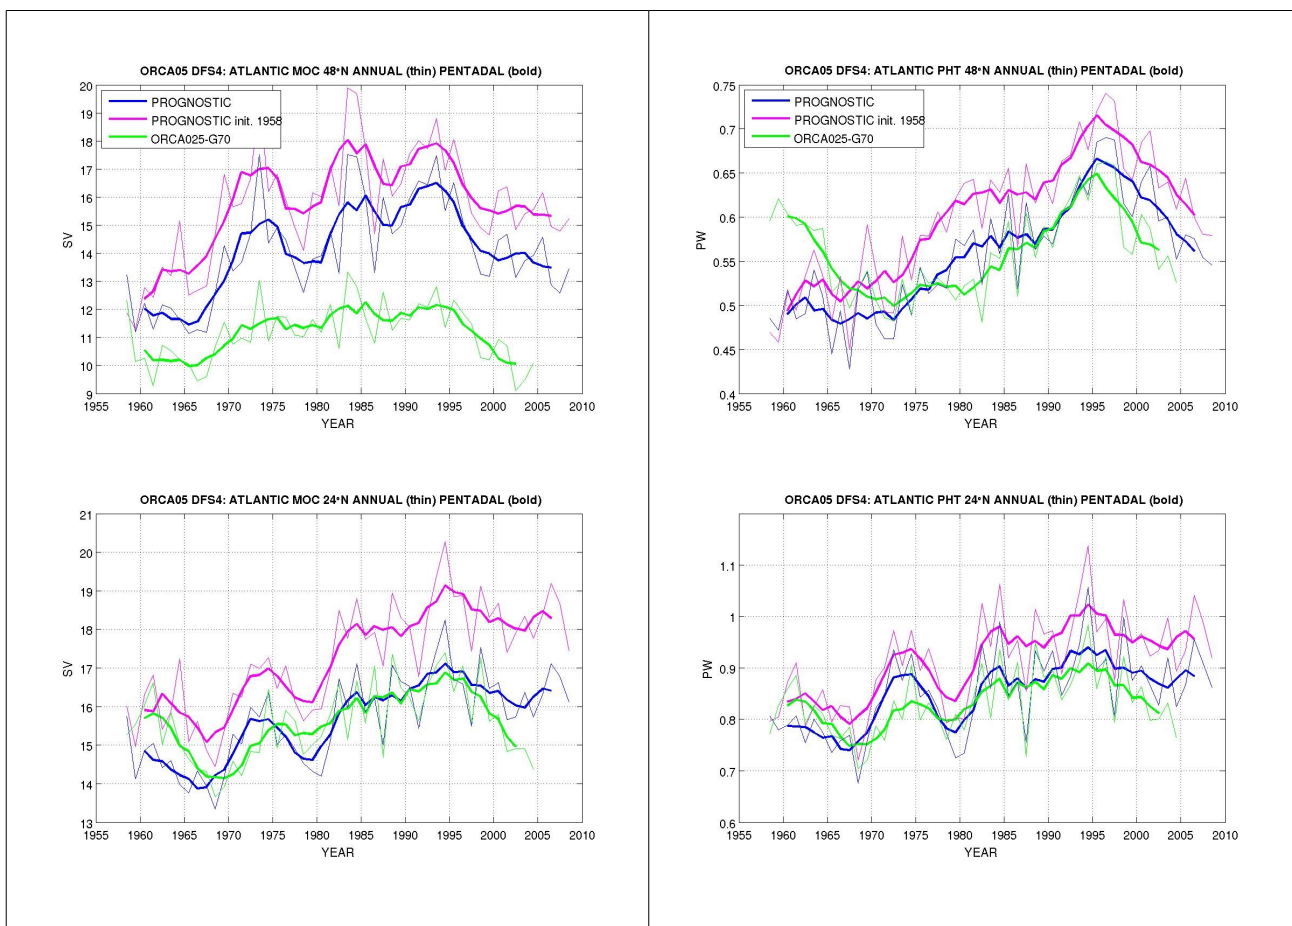 ORCA05 DFS4: ATLANTIC MOC 48°N ANNUAL (thin) PENTADAL (bold)
20
19
18
17
16
15
14
13
12
11
10
9
SV
PROGNOSTIC
PROGNOSTIC init. 1958
ORCA025-G70
1955 1960 1965 1970 1975 1980 1985 1990 1995 2000 2005 2010
YEAR
ORCA05 DFS4: ATLANTIC PHT 48°N ANNUAL (thin) PENTADAL (bold)
0.75
0.7
0.65
0.6
0.55
0.5
0.45
0.4
PW
PROGNOSTIC
PROGNOSTIC init. 1958
ORCA025-G70
1955 1960 1965 1970 1975 1980 1985 1990 1995 2000 2005 2010
YEAR
ORCA05 DFS4: ATLANTIC MOC 24°N ANNUAL (thin) PENTADAL (bold)
21
20
19
18
17
16
15
14
13
SV
1955 1960 1965 1970 1975 1980 1985 1990 1995 2000 2005 2010
YEAR
ORCA05 DFS4: ATLANTIC PHT 24°N ANNUAL (thin) PENTADAL (bold)
1.1
1
0.9
0.8
0.7
0.6
PW
1955 1960 1965 1970 1975 1980 1985 1990 1995 2000 2005 2010
YEAR